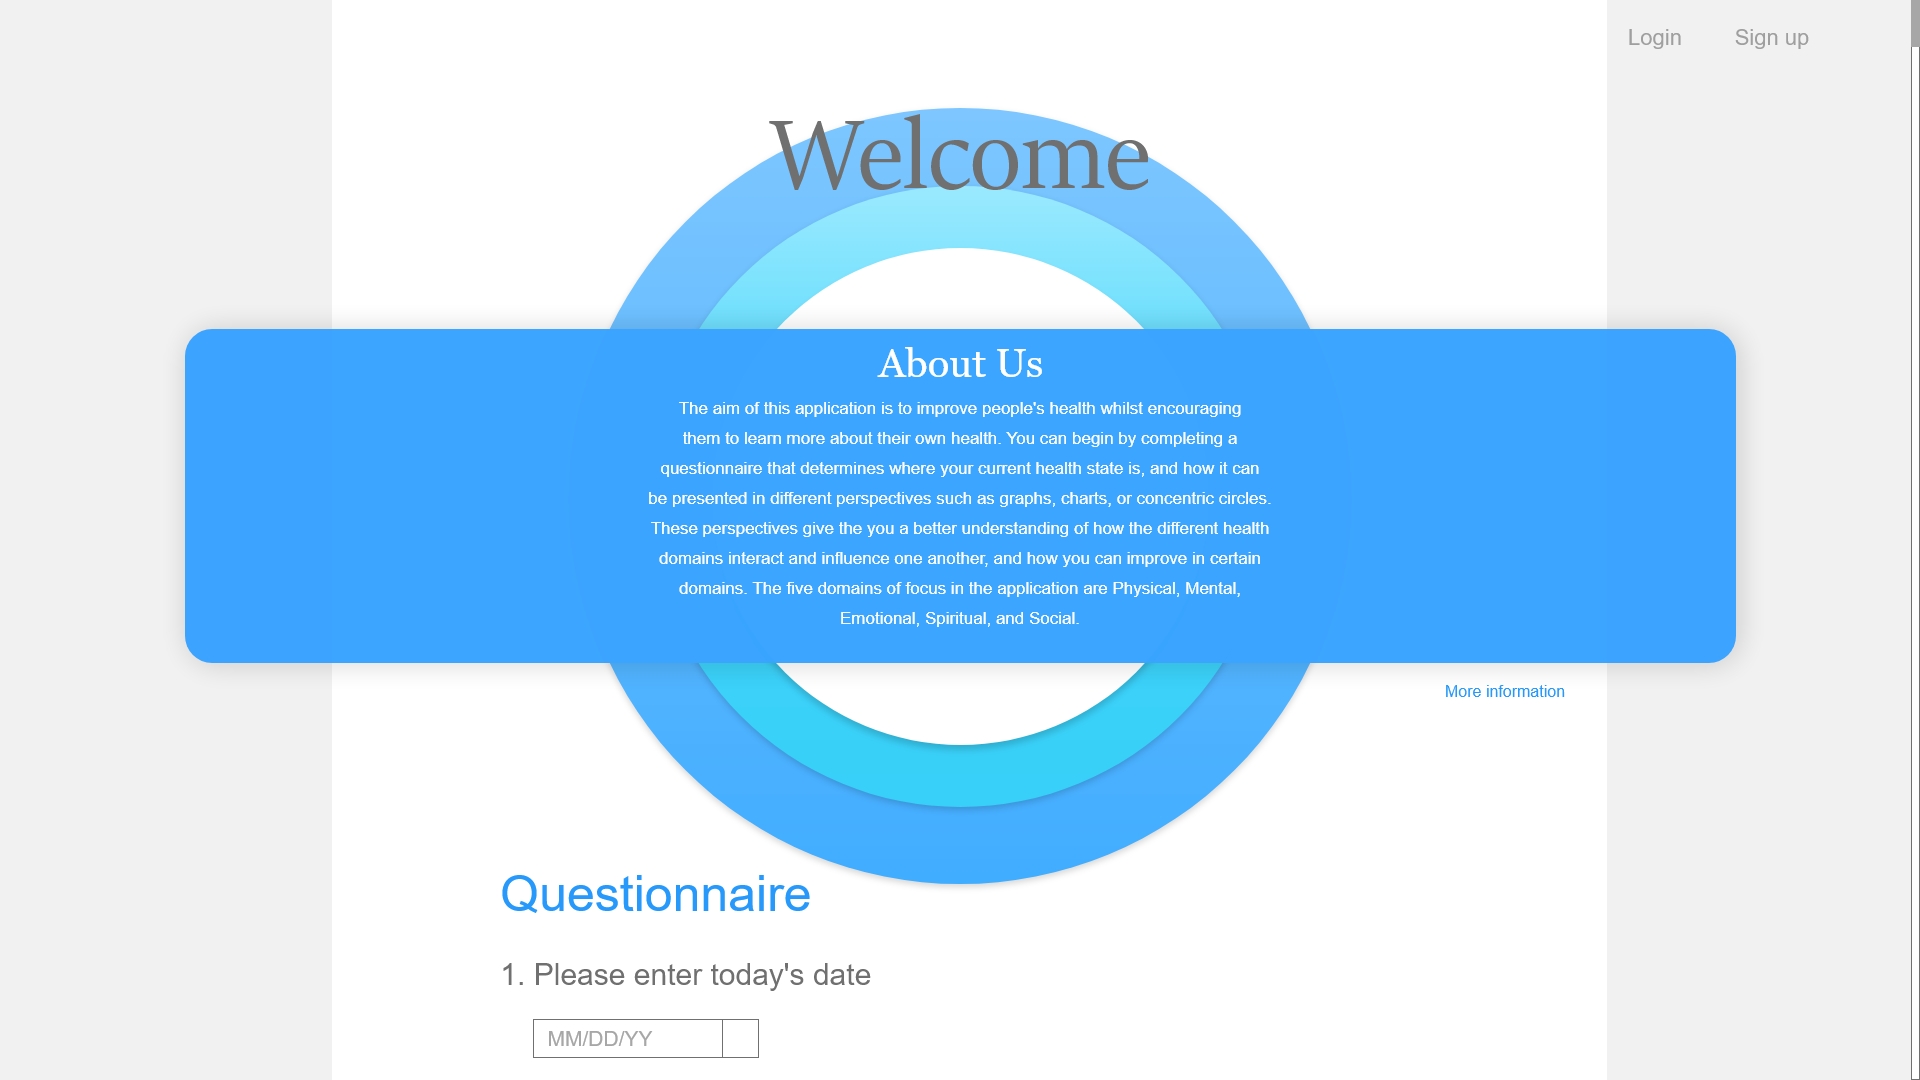 Login
Sign up
Welcome
About Us
The aim of this application is to improve people's health whilst encouraging
them to learn more about their own health. You can begin by completing a
questionnaire that determines where your current health state is, and how it can
be presented in different perspectives such as graphs, charts, or concentric circles.
These perspectives give the you a better understanding of how the different health
domains interact and influence one another, and how you can improve in certain
domains. The five domains of focus in the application are Physical, Mental,
Emotional, Spiritual, and Social.
More information
Questionnaire
1. Please enter today's date
MM/DD/YY